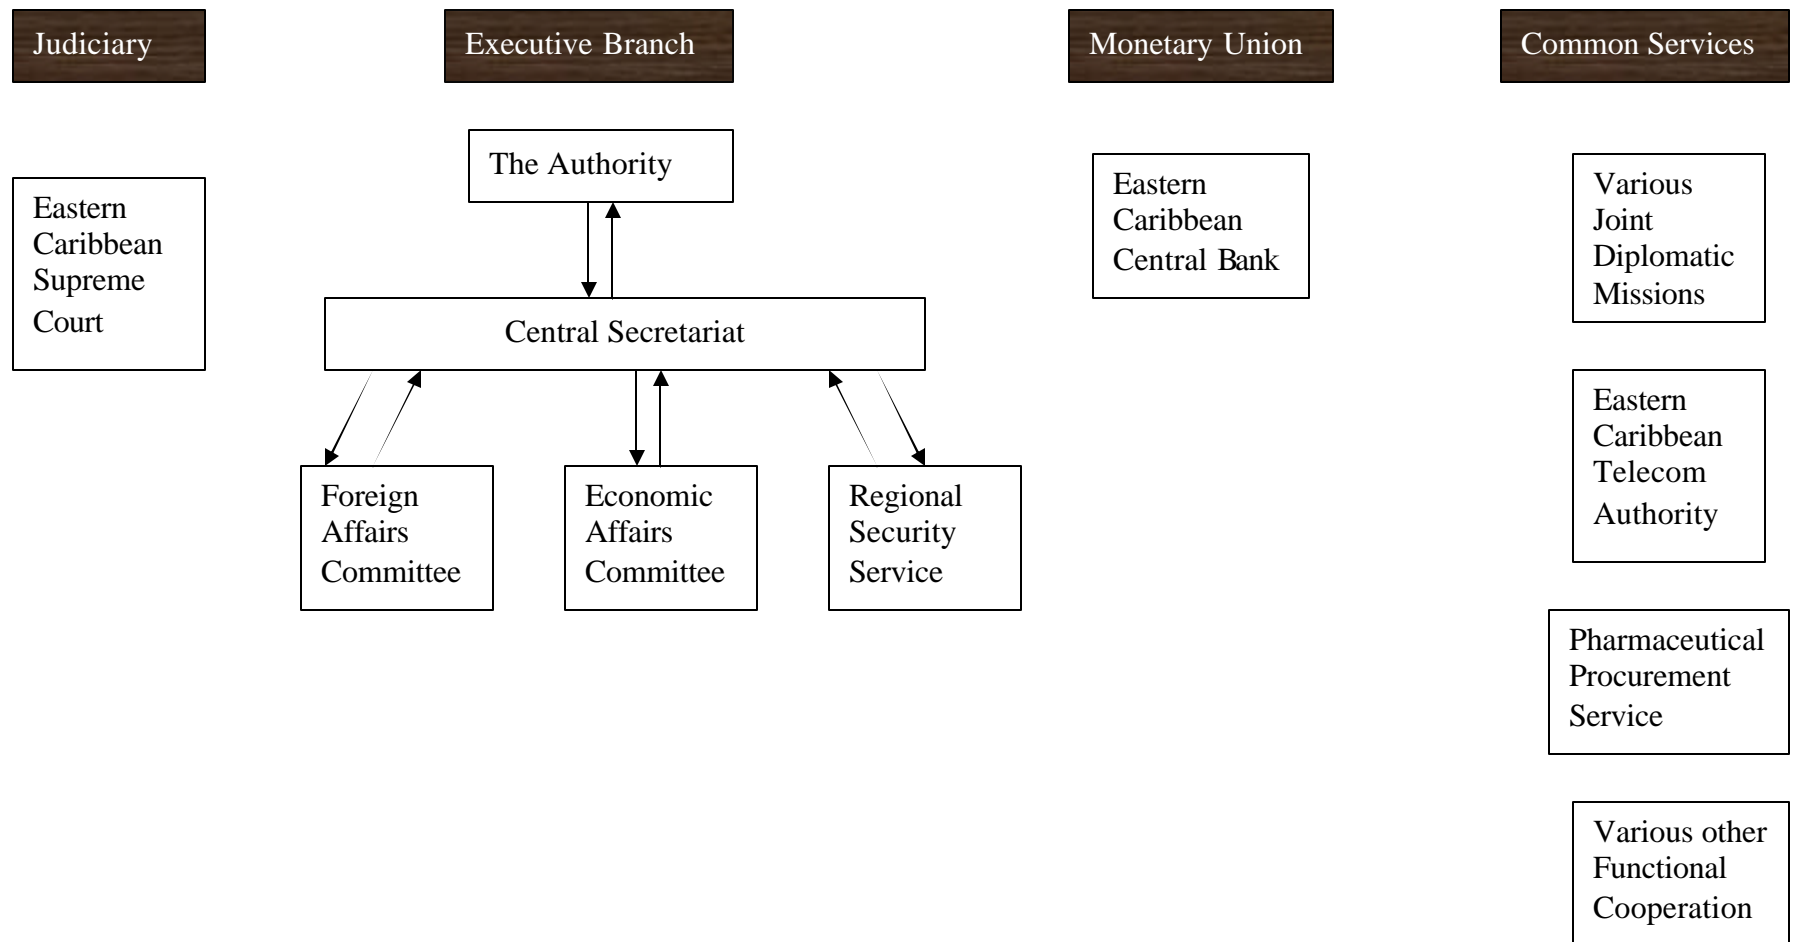 Judiciary
Executive Branch
Monetary Union
Common Services
Eastern
Caribbean
Supreme
Court
The Authority
Central Secretariat
Foreign
Affairs
Committee
Economic
Affairs
Committee
Regional
Security
Service
Eastern
Caribbean
Central Bank
Various
Joint
Diplomatic
Missions
Eastern
Caribbean
Telecom
Authority
Pharmaceutical
Procurement
Service
Various other
Functional
Cooperation